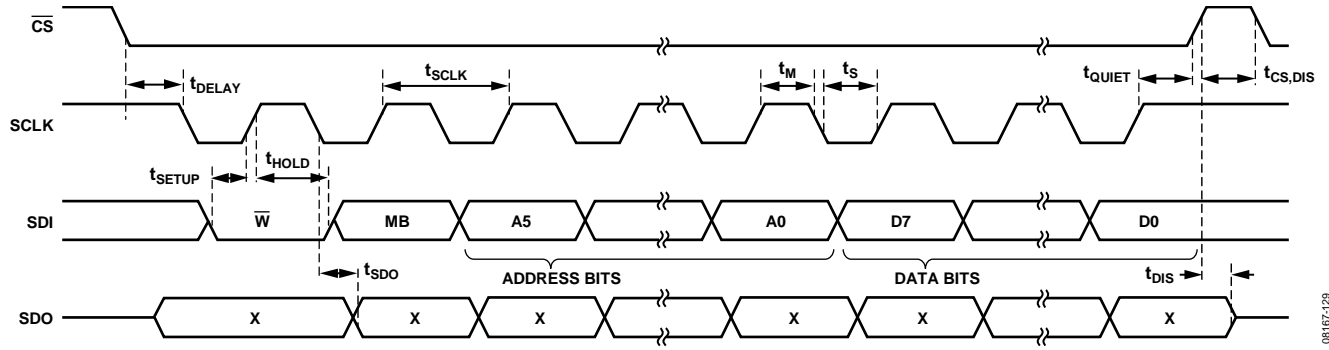 CS
tDELAY
tSCLK
tM
tS
tQUIET
tCS,DIS
SCLK
tSETUP
tHOLD
SDI
W
MB
A5
A0
D7
D0
tSDO
ADDRESS BITS
DATA BITS
tDIS
SDO
X
X
X
X
X
X
08167-129